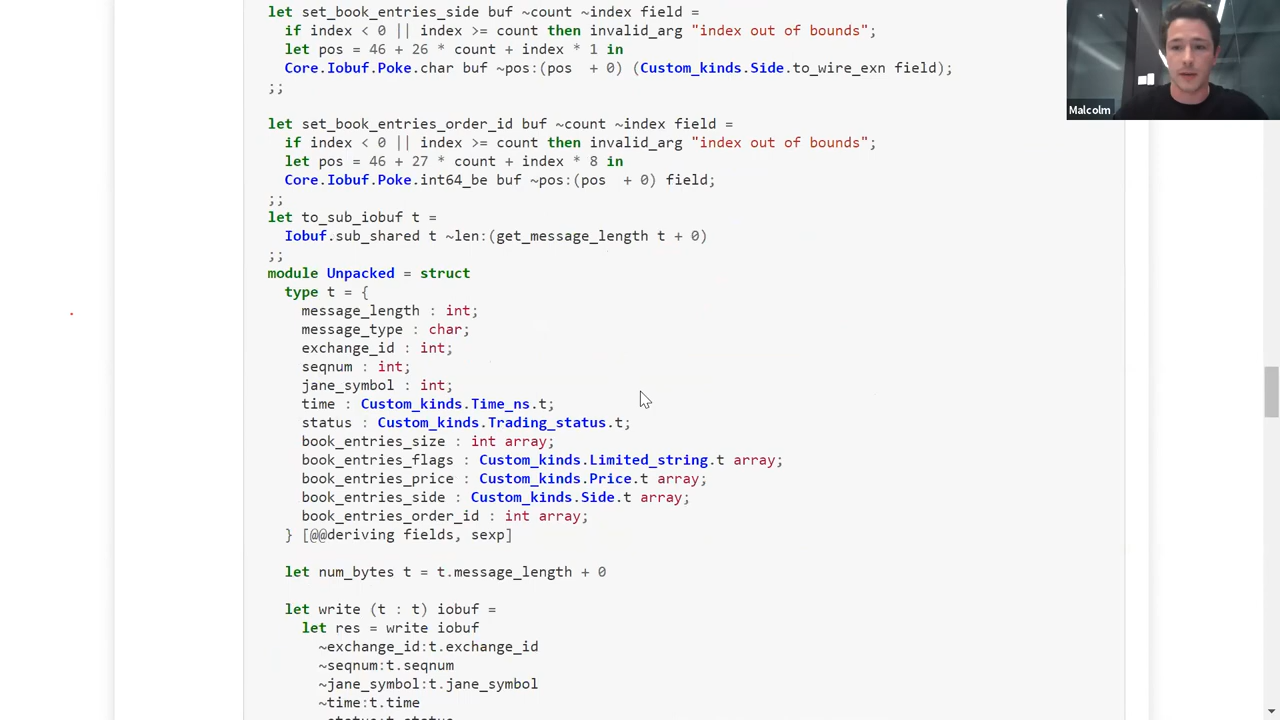 let set_book_entries_side buf ~count ~index field =
  if index < 0 || index >= count then invalid_arg "index out of bounds";
  let pos = 46 + 26 * count + index * 1 in
  Core.Iobuf.Poke.char buf ~pos:(pos  + 0) (Custom_kinds.Side.to_wire_exn field);
;;
Malcolm
let set_book_entries_order_id buf ~count ~index field =
  if index < 0 || index >= count then invalid_arg "index out of bounds";
  let pos = 46 + 27 * count + index * 8 in
  Core.Iobuf.Poke.int64_be buf ~pos:(pos  + 0) field;
;;
let to_sub_iobuf t =
  Iobuf.sub_shared t ~len:(get_message_length t + 0)
;;
module Unpacked = struct
  type t = {
    message_length : int;
    message_type : char;
    exchange_id : int;
    seqnum : int;
    jane_symbol : int;
    time : Custom_kinds.Time_ns.t;
    status : Custom_kinds.Trading_status.t;
    book_entries_size : int array;
    book_entries_flags : Custom_kinds.Limited_string.t array;
    book_entries_price : Custom_kinds.Price.t array;
    book_entries_side : Custom_kinds.Side.t array;
    book_entries_order_id : int array;
  } [@@deriving fields, sexp]
  let num_bytes t = t.message_length + 0
  let write (t : t) iobuf =
    let res = write iobuf
      ~exchange_id:t.exchange_id
      ~seqnum:t.seqnum
      ~jane_symbol:t.jane_symbol
      ~time:t.time
      ~status:t.status